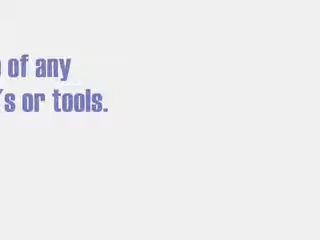 of any
's or tools.